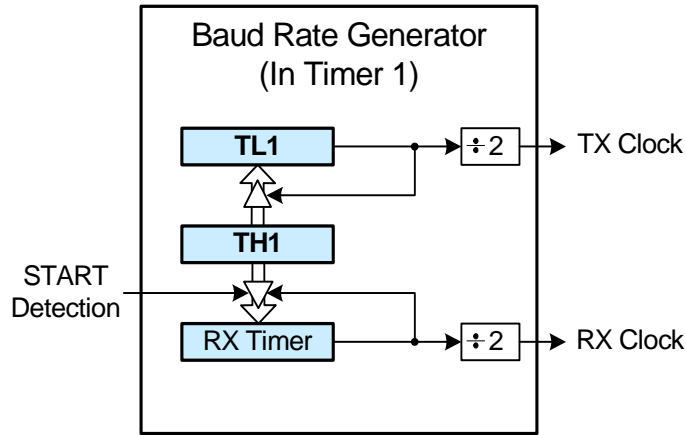 Baud Rate Generator
(In Timer 1)
TL1
÷2
TX Clock
TH1
START
Detection
RX Timer
÷2
RX Clock